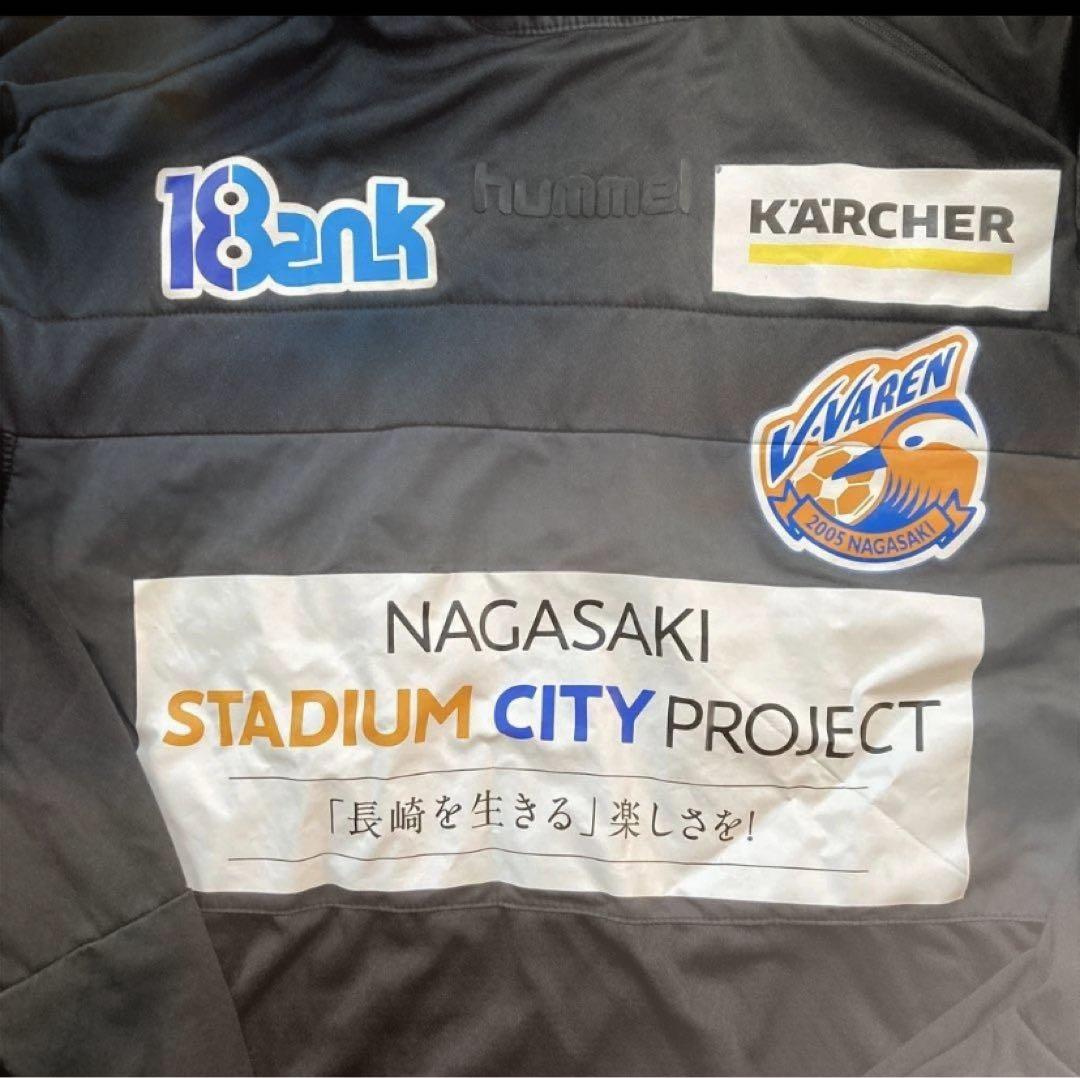 18Bank
hummel
KÄRCHER
V·VAREN
2005 NAGASAKI
NAGASAKI
STADIUM CITY PROJECT
「長崎を生きる」楽しさを!